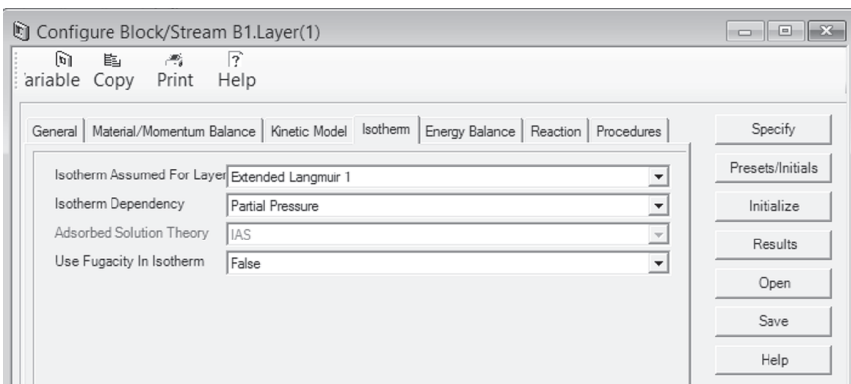 Configure Block/Stream B1.Layer(1)
ariable Copy Print Help
General Material/Momentum Balance Kinetic Model Isotherm Energy Balance Reaction Procedures
Specify
Isotherm Assumed For Layer Extended Langmuir 1
Presets/Initials
Isotherm Dependency Partial Pressure
Initialize
Adsorbed Solution Theory IAS
Results
Use Fugacity In Isotherm False
Open
Save
Help